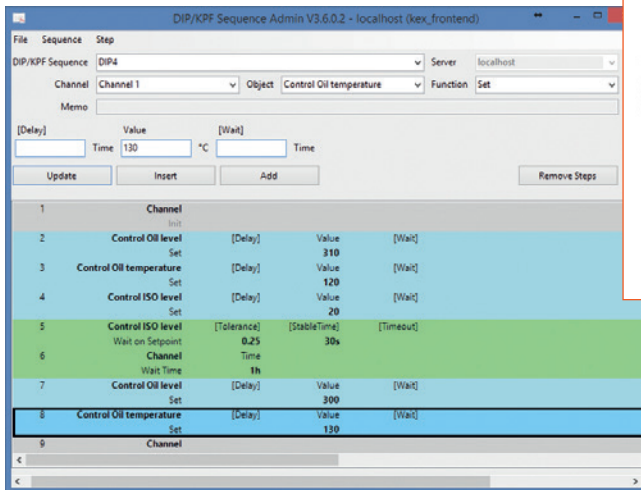 DIP/KPF Sequence Admin V3.6.0.2 - localhost (kex_frontend)
File Sequence Step
DIP/KPF Sequence DIP4 Server localhost
Channel Channel 1 Object Control Oil temperature Function Set
Memo
[Delay] Value [Wait]
Time 130 °C Time
Update Insert Add Remove Steps
1 Channel
Init
2 Control Oil level [Delay] Value [Wait]
Set 310
3 Control Oil temperature [Delay] Value [Wait]
Set 120
4 Control ISO level [Delay] Value [Wait]
Set 20
5 Control ISO level [Tolerance] [StableTime] [Timeout]
Wait on Setpoint 0.25 30s
6 Channel Time
Wait Time 1h
7 Control Oil level [Delay] Value [Wait]
Set 300
8 Control Oil temperature [Delay] Value [Wait]
Set 130
9 Channel